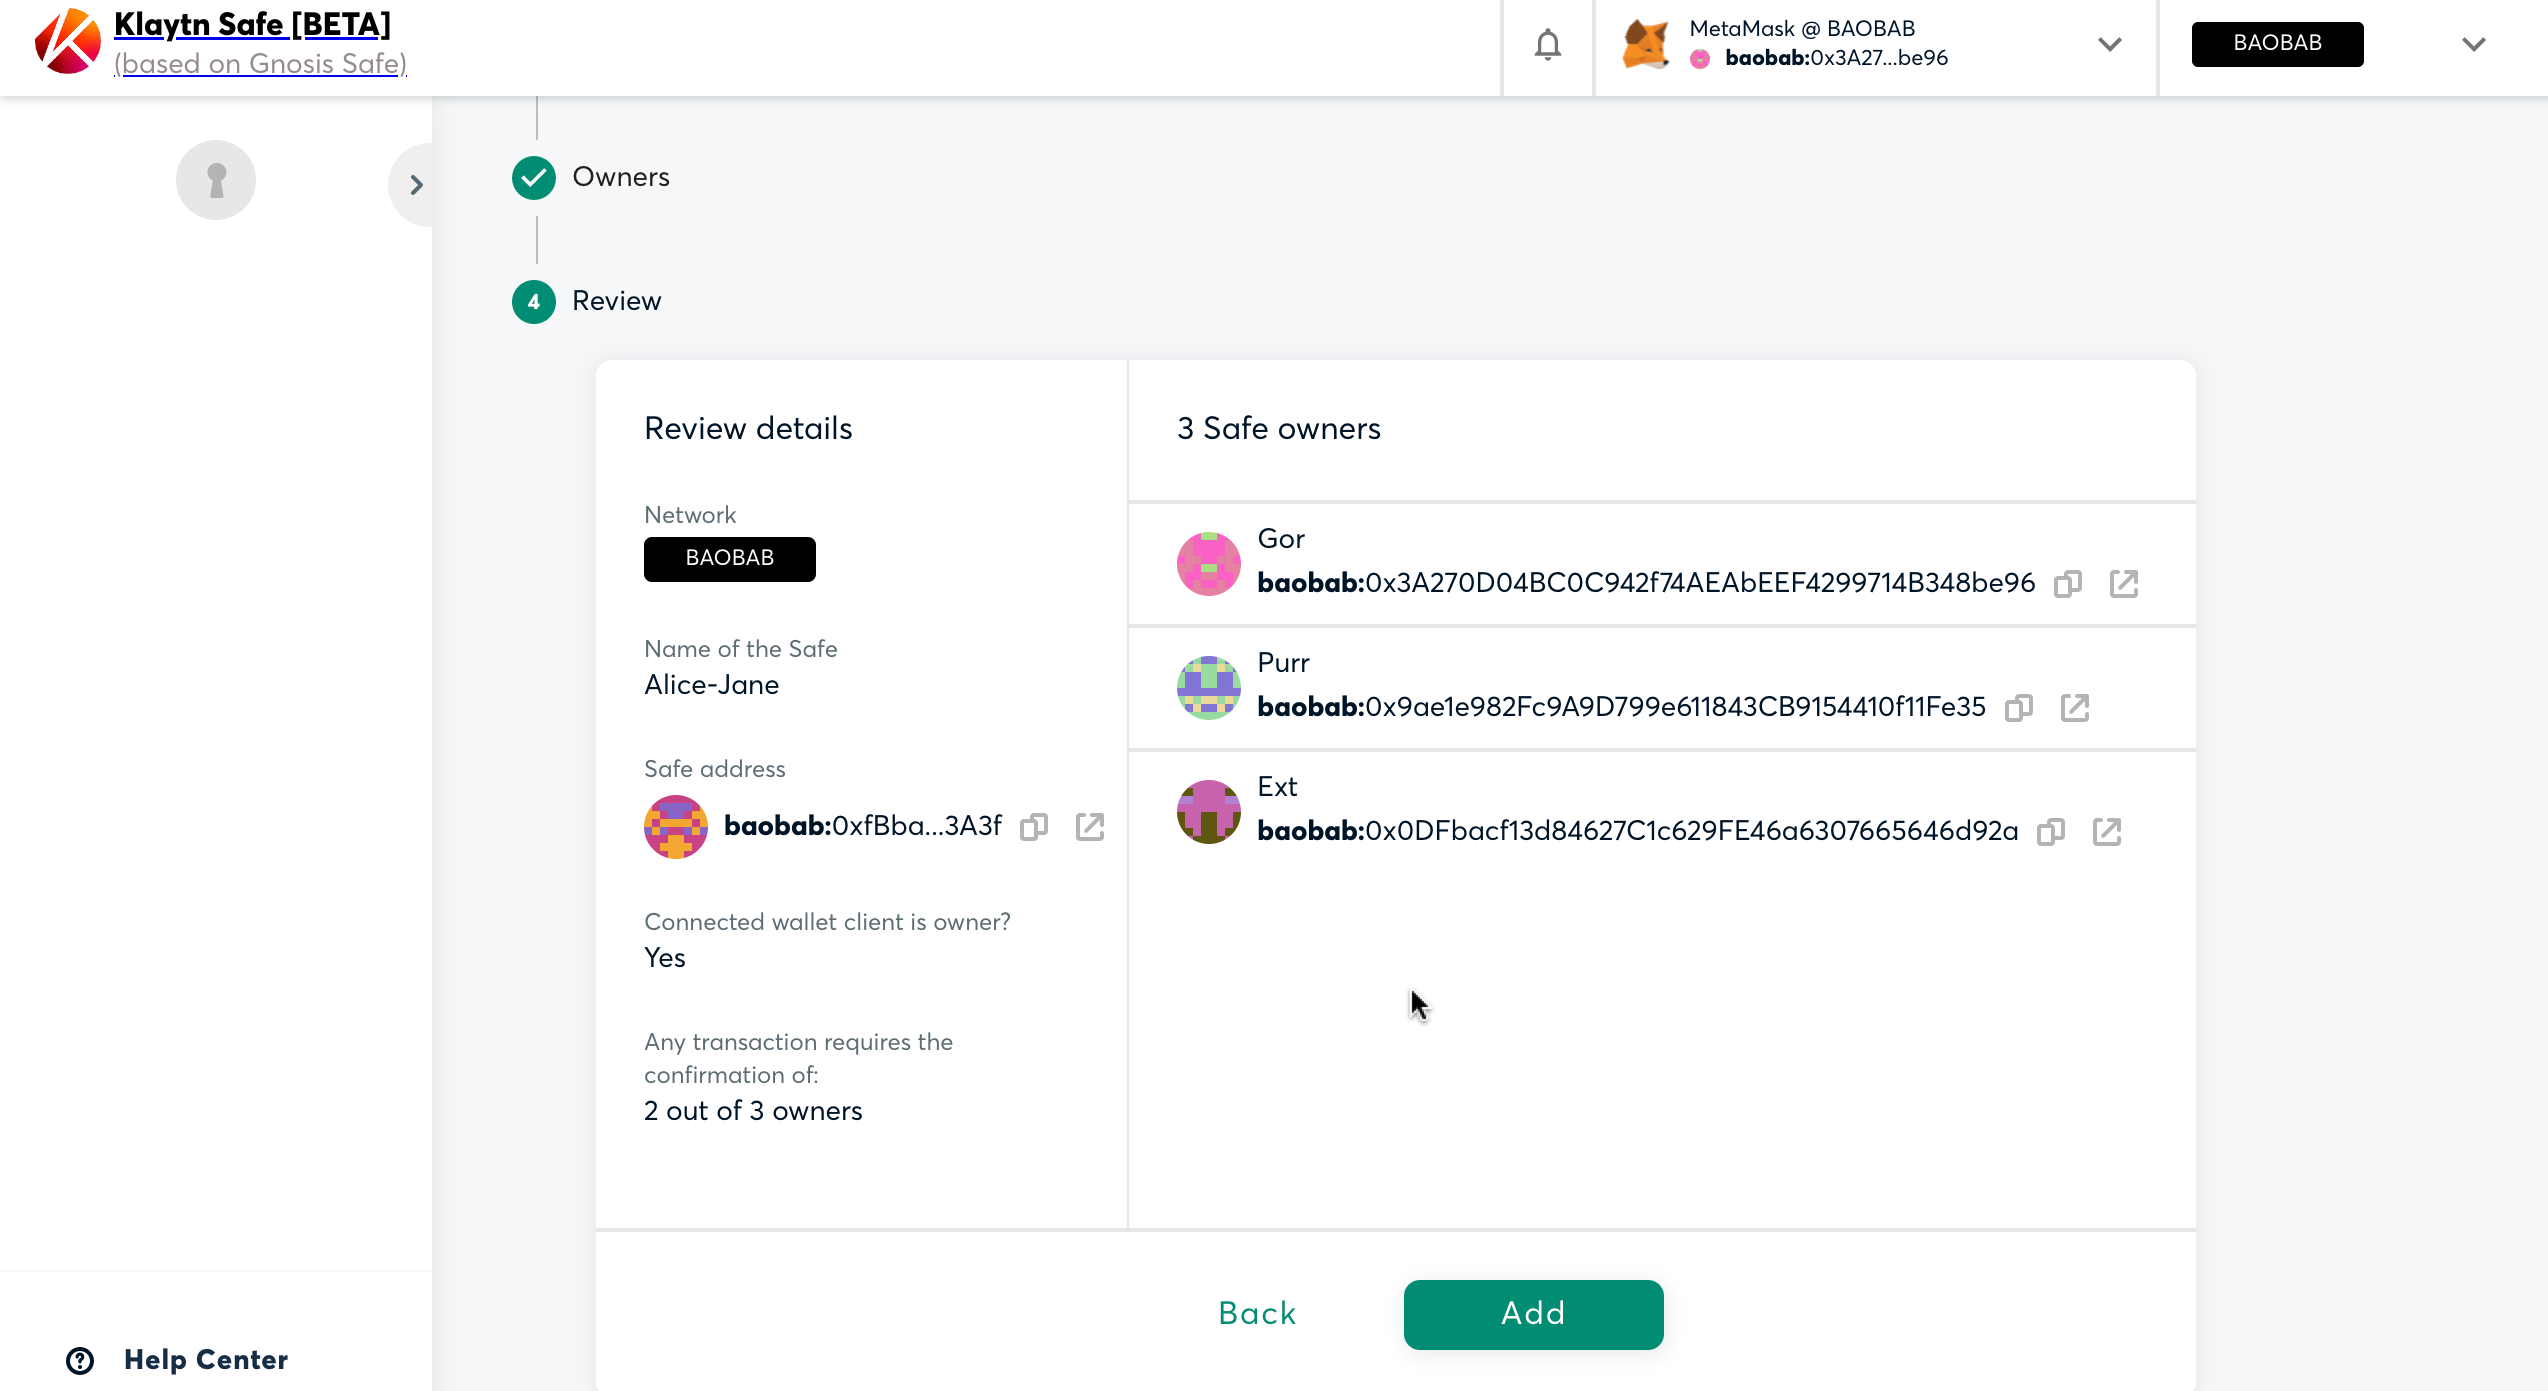 Klaytn Safe [BETA]
(based on Gnosis Safe)
MetaMask @ BAOBAB
baobab:0x3A27...be96
BAOBAB
Owners
4 Review
Review details
Network
BAOBAB
Name of the Safe
Alice-Jane
Safe address
baobab:0xfBba...3A3f
Connected wallet client is owner?
Yes
Any transaction requires the
confirmation of:
2 out of 3 owners
3 Safe owners
Gor
baobab:0x3A270D04BC0C942f74AEAbEEF4299714B348be96
Purr
baobab:0x9ae1e982Fc9A9D799e611843CB9154410f11Fe35
Ext
baobab:0x0DFbacf13d84627C1c629FE46a6307665646d92a
Back
Add
Help Center